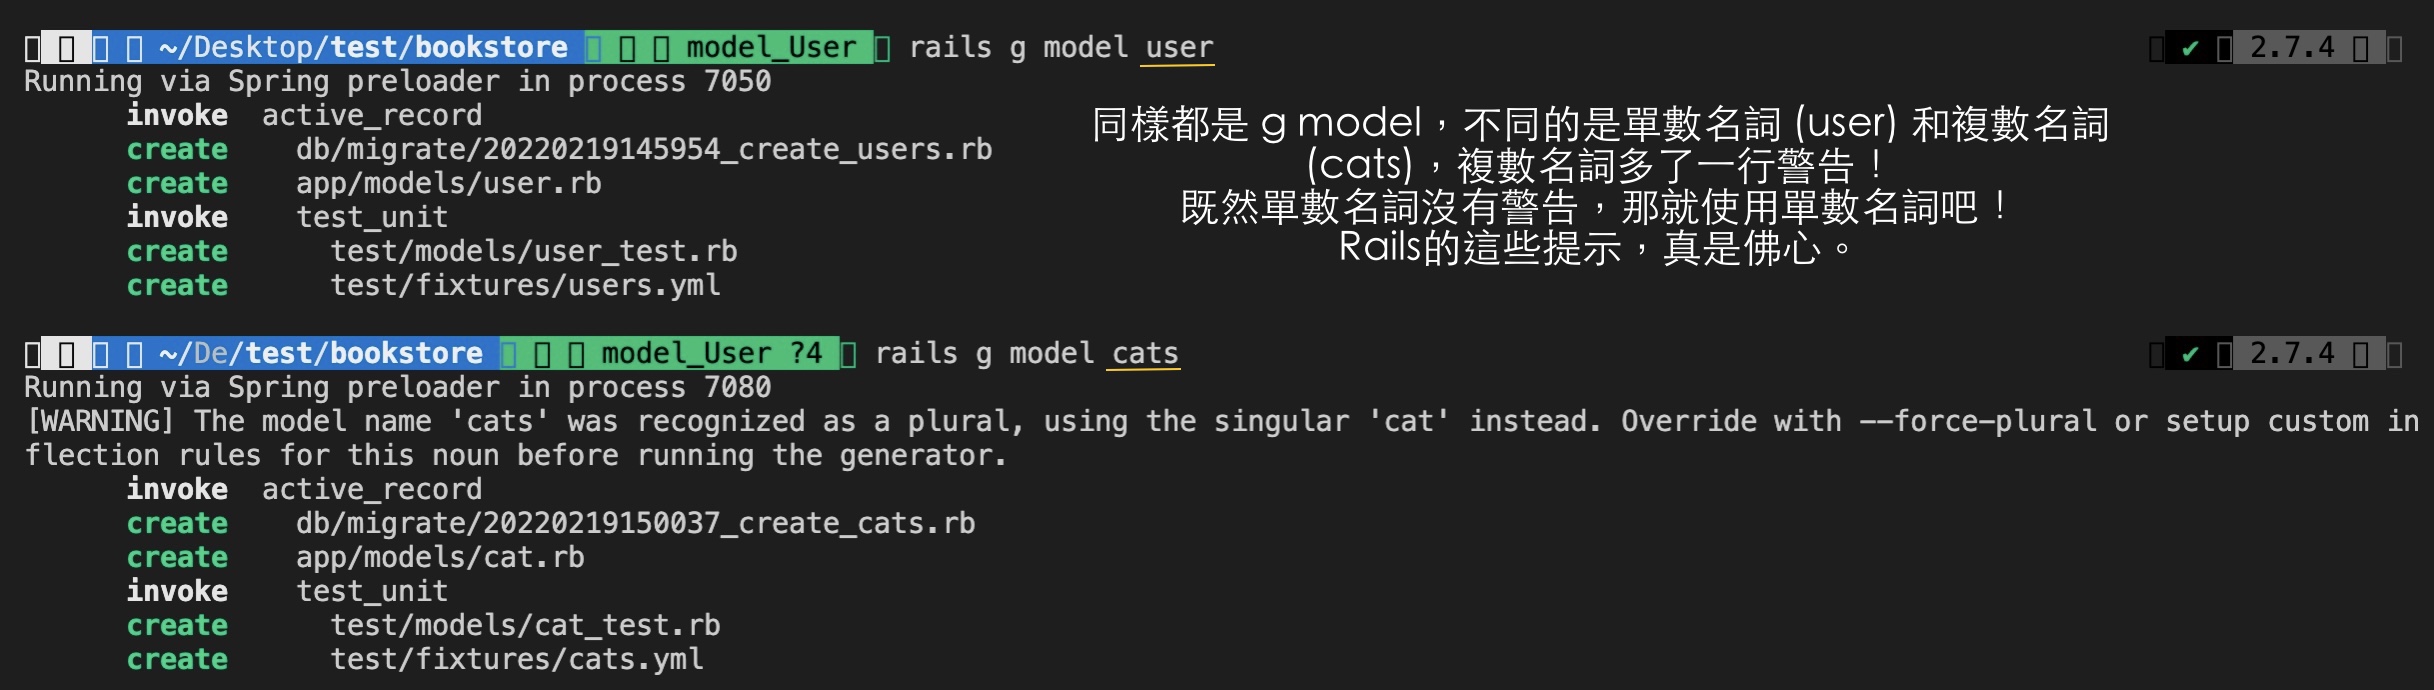 ~/Desktop/test/bookstore model_User rails g model user ✔ 2.7.4
Running via Spring preloader in process 7050
invoke active_record
create db/migrate/20220219145954_create_users.rb
create app/models/user.rb
invoke test_unit
create test/models/user_test.rb
create test/fixtures/users.yml
同樣都是 g model，不同的是單數名詞 (user) 和複數名詞
(cats)，複數名詞多了一行警告！
既然單數名詞沒有警告，那就使用單數名詞吧！
Rails的這些提示，真是佛心。
~/De/test/bookstore model_User ?4 rails g model cats ✔ 2.7.4
Running via Spring preloader in process 7080
[WARNING] The model name 'cats' was recognized as a plural, using the singular 'cat' instead. Override with --force-plural or setup custom in
flection rules for this noun before running the generator.
invoke active_record
create db/migrate/20220219150037_create_cats.rb
create app/models/cat.rb
invoke test_unit
create test/models/cat_test.rb
create test/fixtures/cats.yml